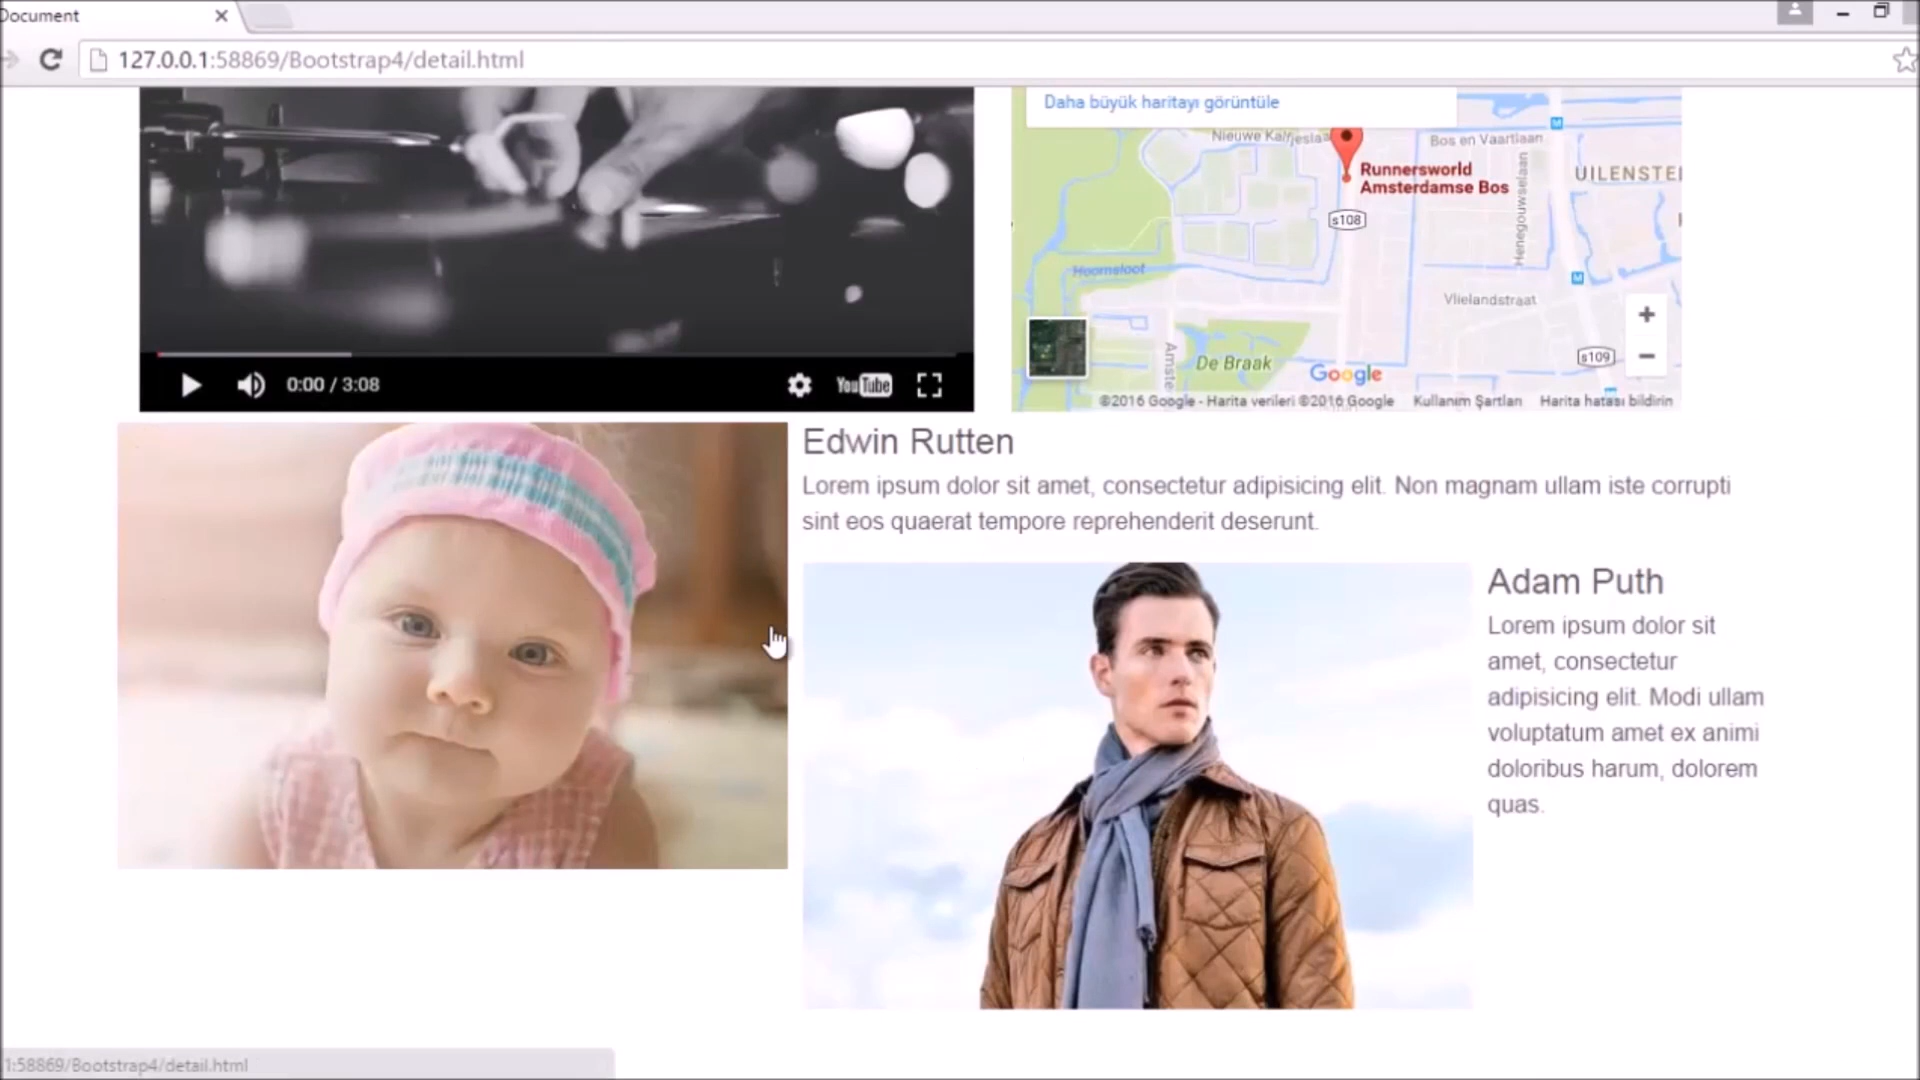 Document
127.0.0.1:58869/Bootstrap4/detail.html
Daha büyük haritayı görüntüle
Bos en Vaartlaan
Runnersworld
Amsterdamse Bos
UILENSTE
s108
Henegouwselaan
Hoornsloot
Vlielandstraat
De Braak
Amste
s109
Google
©2016 Google - Harita verileri ©2016 Google Kullanım Şartları Harita hatası bildirin
0:00 / 3:08
YouTube
Edwin Rutten
Lorem ipsum dolor sit amet, consectetur adipisicing elit. Non magnam ullam iste corrupti
sint eos quaerat tempore reprehenderit deserunt.
Adam Puth
Lorem ipsum dolor sit
amet, consectetur
adipisicing elit. Modi ullam
voluptatum amet ex animi
doloribus harum, dolorem
quas.
1:58869/Bootstrap4/detail.html